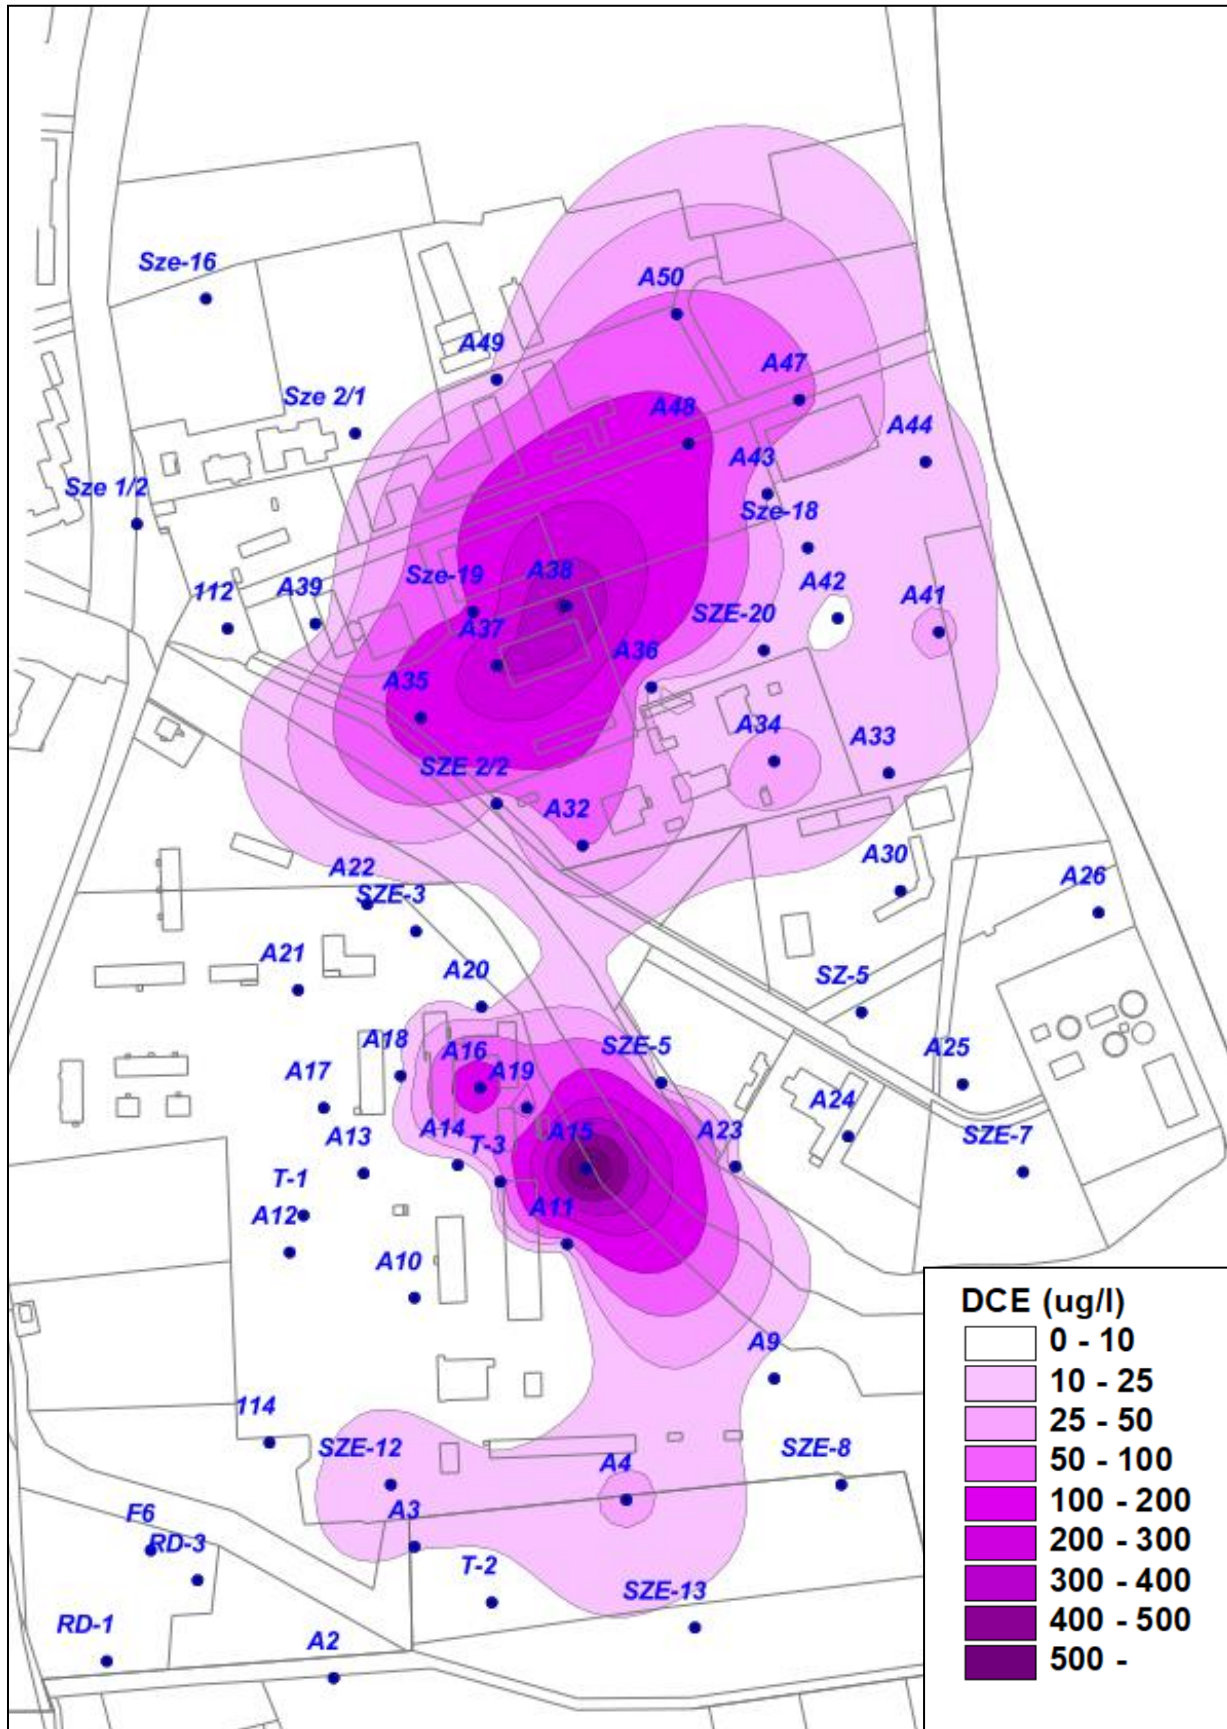 Sze-16
A50
A49
A47
Sze 2/1
A48
A44
A43
Sze 1/2
Sze-18
Sze-19
A38
112
A39
A42
A41
SZE-20
A37
A36
A35
A34
A33
SZE 2/2
A32
A22
A30
SZE-3
A26
A21
A20
SZ-5
A18
A16
SZE-5
A25
A17
A19
A24
A13
A14
T-3
A15
A23
SZE-7
T-1
A11
A12
A10
A9
114
SZE-12
A4
SZE-8
A3
F6
RD-3
T-2
SZE-13
RD-1
A2
DCE (ug/l)
0 - 10
10 - 25
25 - 50
50 - 100
100 - 200
200 - 300
300 - 400
400 - 500
500 -